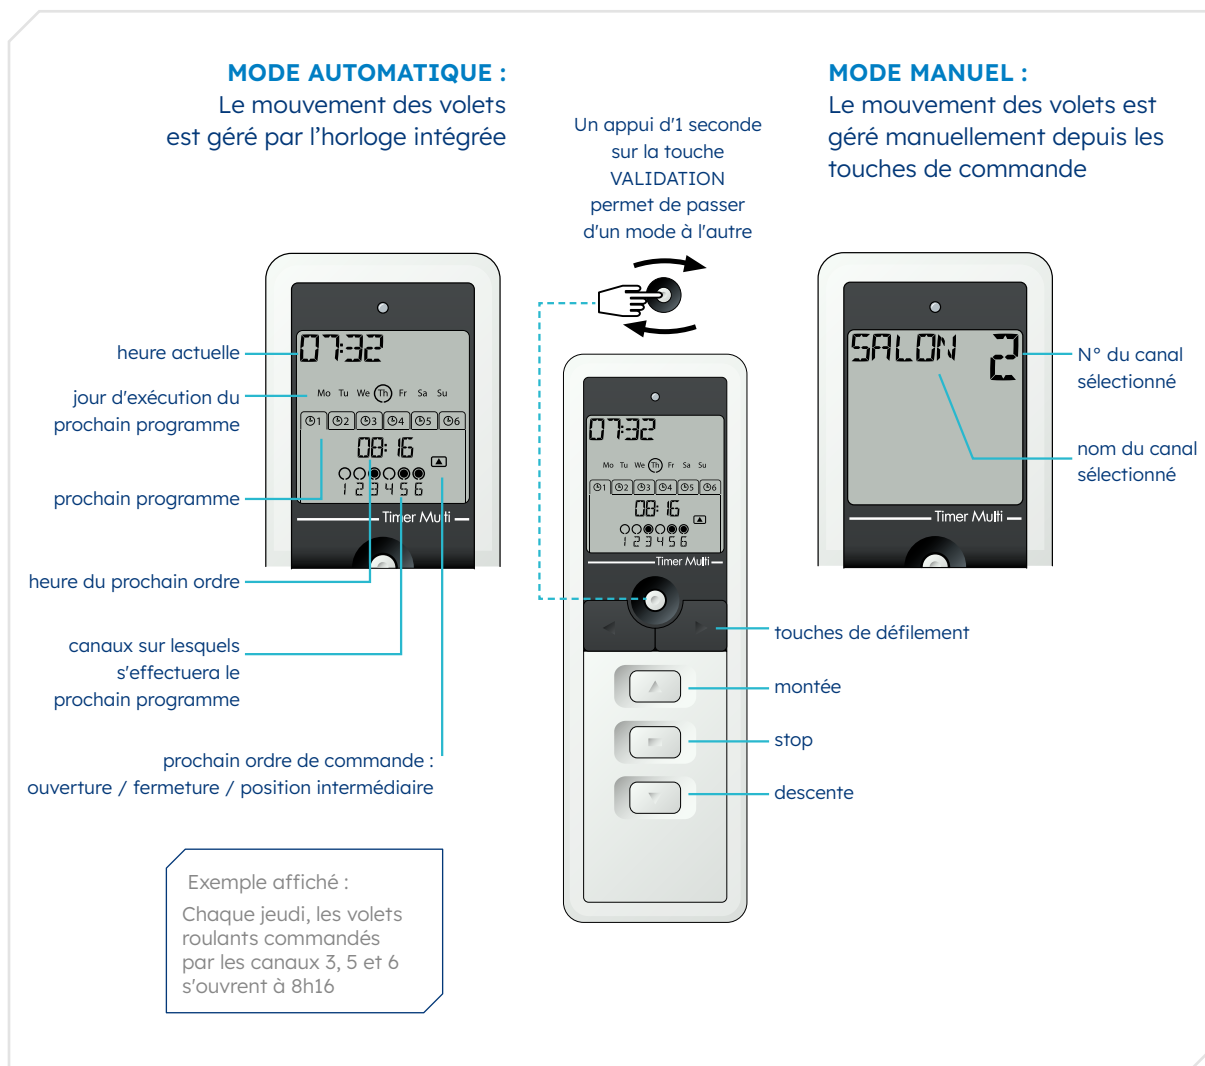 MODE AUTOMATIQUE :
Le mouvement des volets
est géré par l’horloge intégrée
Un appui d'1 seconde
sur la touche
VALIDATION
permet de passer
d'un mode à l'autre
MODE MANUEL :
Le mouvement des volets est
géré manuellement depuis les
touches de commande
heure actuelle
jour d'exécution du
prochain programme
prochain programme
heure du prochain ordre
canaux sur lesquels
s'effectuera le
prochain programme
prochain ordre de commande :
ouverture / fermeture / position intermédiaire
07:32
Mo Tu We Th Fr Sa Su
1 2 3 4 5 6
08:16
1 2 3 4 5 6
Timer Multi
07:32
Mo Tu We Th Fr Sa Su
1 2 3 4 5 6
08:16
1 2 3 4 5 6
Timer Multi
touches de défilement
montée
stop
descente
SALON 2
Timer Multi
N° du canal
sélectionné
nom du canal
sélectionné
Exemple affiché :
Chaque jeudi, les volets
roulants commandés
par les canaux 3, 5 et 6
s'ouvrent à 8h16